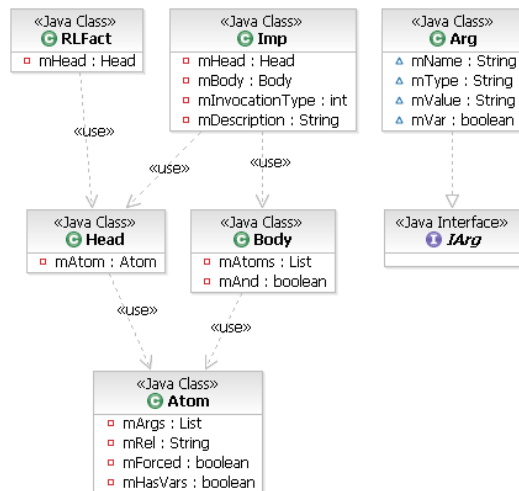 «Java Class»
RLFact
mHead : Head
«Java Class»
Imp
mHead : Head
mBody : Body
mInvocationType : int
mDescription : String
«Java Class»
Arg
mName : String
mType : String
mValue : String
mVar : boolean
«use»
«use»
«use»
«Java Class»
Head
mAtom : Atom
«Java Class»
Body
mAtoms : List
mAnd : boolean
«Java Interface»
IArg
«use»
«use»
«Java Class»
Atom
mArgs : List
mRel : String
mForced : boolean
mHasVars : boolean